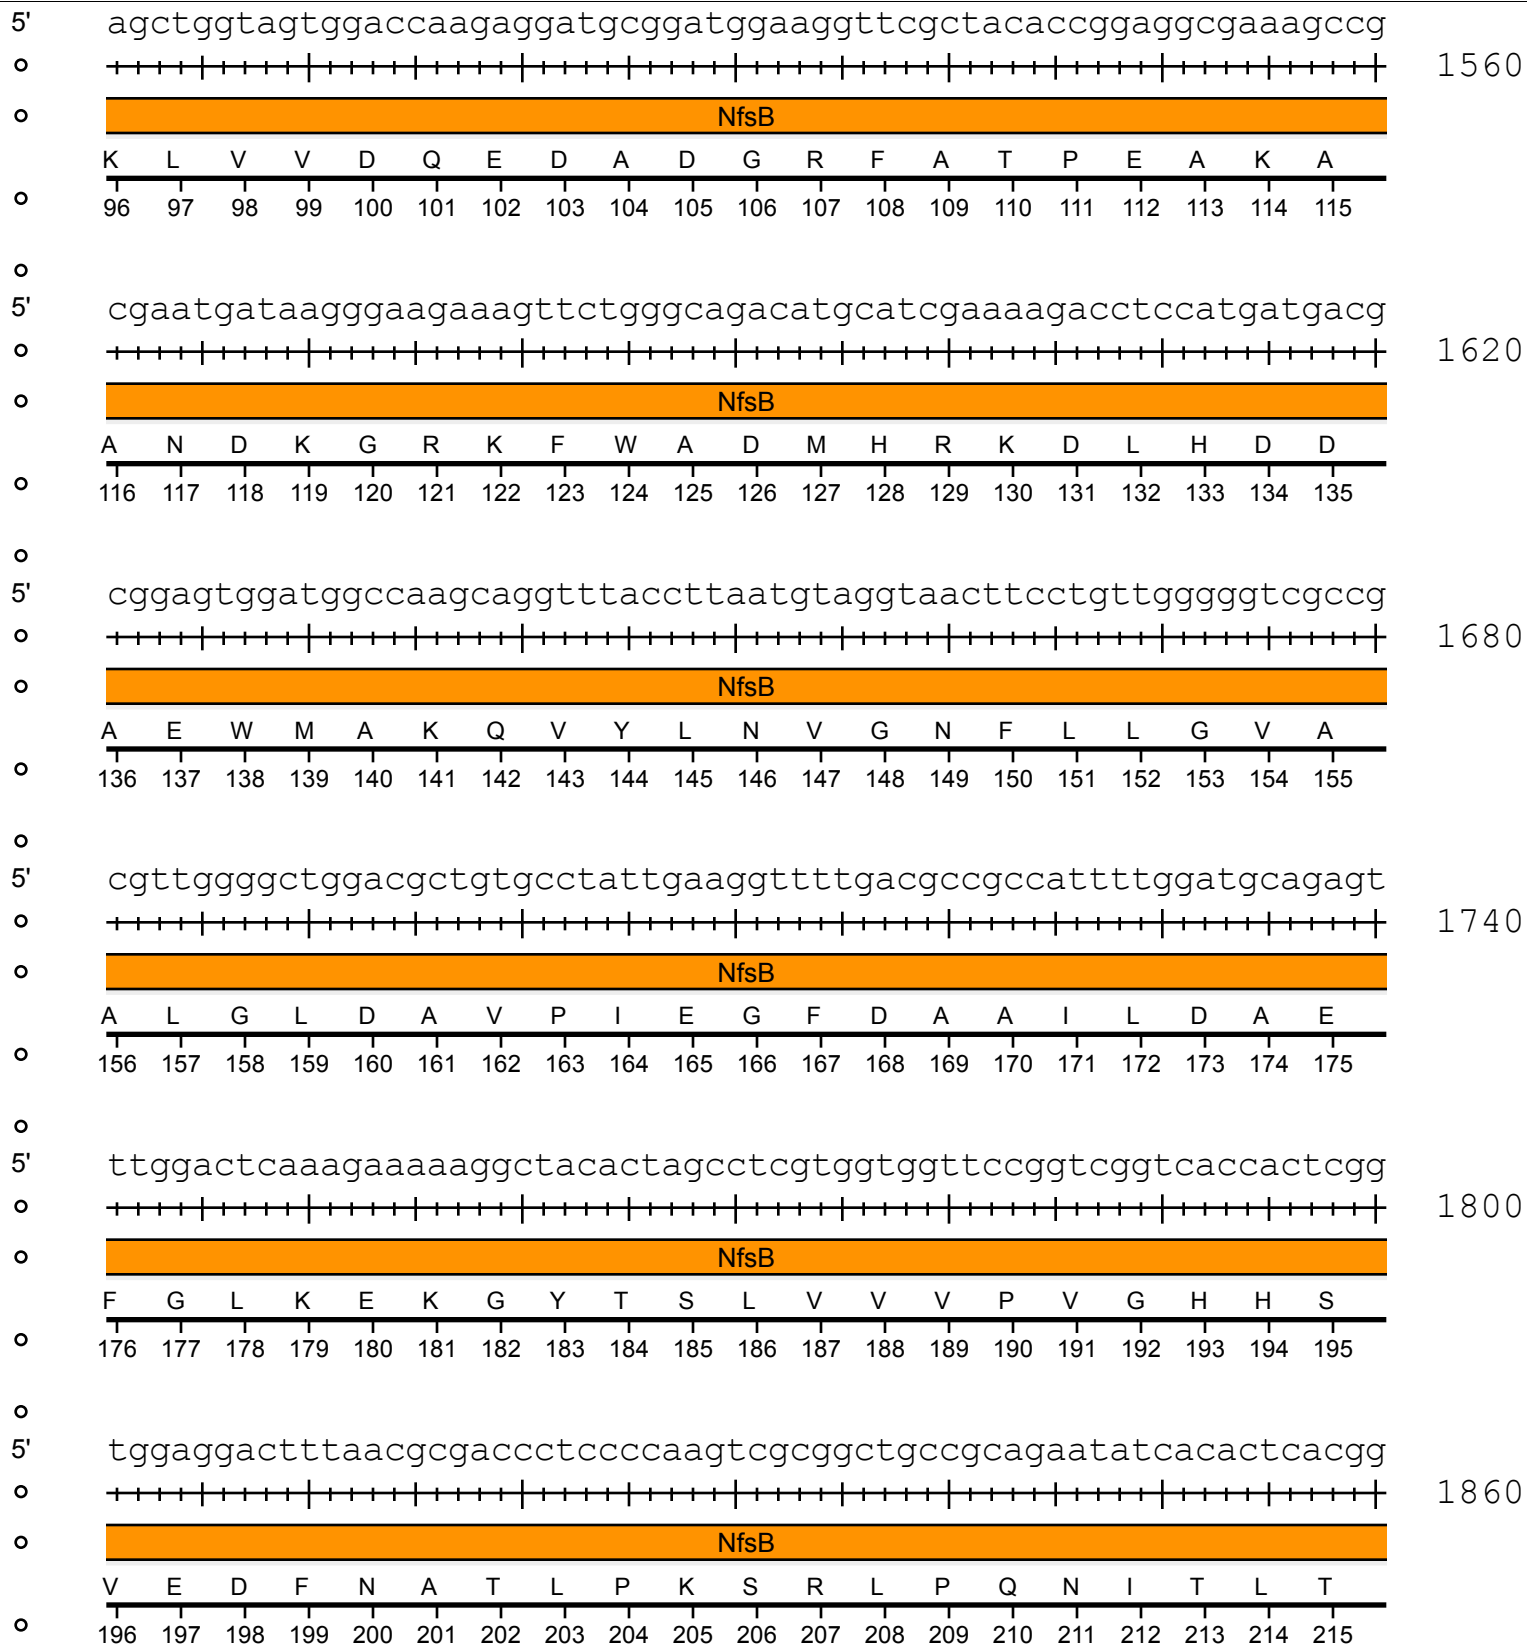 5' agctggtagtggaccaagaggatgcggatggaaggttcgctacaccggaggcgaaagccg
1560
NfsB
K L V V D Q E D A D G R F A T P E A K A
96 97 98 99 100 101 102 103 104 105 106 107 108 109 110 111 112 113 114 115
5' cgaatgataagggaagaaagttctgggcagacatgcatcgaaaagacctccatgatgacg
1620
NfsB
A N D K G R K F W A D M H R K D L H D D
116 117 118 119 120 121 122 123 124 125 126 127 128 129 130 131 132 133 134 135
5' cggagtggatggccaagcaggtttaccttaatgtaggtaacttcctgttgggggtcgccg
1680
NfsB
A E W M A K Q V Y L N V G N F L L G V A
136 137 138 139 140 141 142 143 144 145 146 147 148 149 150 151 152 153 154 155
5' cgttggggctggacgctgtgcctattgaaggttttgacgccgccattttggatgcagagt
1740
NfsB
A L G L D A V P I E G F D A A I L D A E
156 157 158 159 160 161 162 163 164 165 166 167 168 169 170 171 172 173 174 175
5' ttggactcaaagaaaaaggctacactagcctcgtggtggttccggtcggtcaccactcgg
1800
NfsB
F G L K E K G Y T S L V V V P V G H H S
176 177 178 179 180 181 182 183 184 185 186 187 188 189 190 191 192 193 194 195
5' tggaggactttaacgcgaccctccccaagtcgcggctgccgcagaatatcacactcacgg
1860
NfsB
V E D F N A T L P K S R L P Q N I T L T
196 197 198 199 200 201 202 203 204 205 206 207 208 209 210 211 212 213 214 215